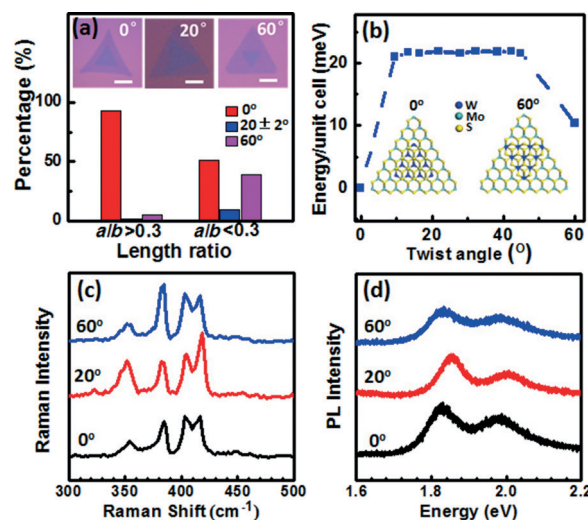 (a)
0°
20°
60°
Percentage (%)
100
50
0
0°
20 ± 2°
60°
a/b>0.3
a/b<0.3
Length ratio
(b)
Energy/unit cell (meV)
20
10
0
0°
60°
W
Mo
S
0
20
40
60
Twist angle (°)
(c)
Raman Intensity
60°
20°
0°
300
350
400
450
500
Raman Shift (cm⁻¹)
(d)
PL Intensity
60°
20°
0°
1.6
1.8
2.0
2.2
Energy (eV)